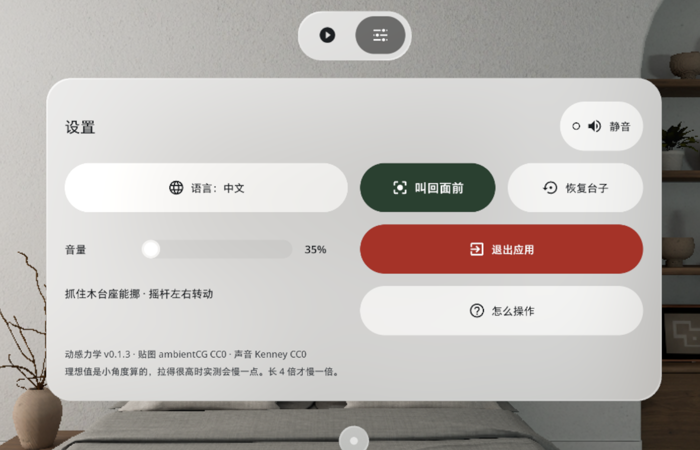 设置
静音
语言：中文
叫回面前
恢复台子
音量
35%
退出应用
抓住木台座能挪 · 摇杆左右转动
怎么操作
动感力学 v0.1.3 · 贴图 ambientCG CC0 · 声音 Kenney CC0
理想值是小角度算的，拉得很高时实测会慢一点。长 4 倍才慢一倍。